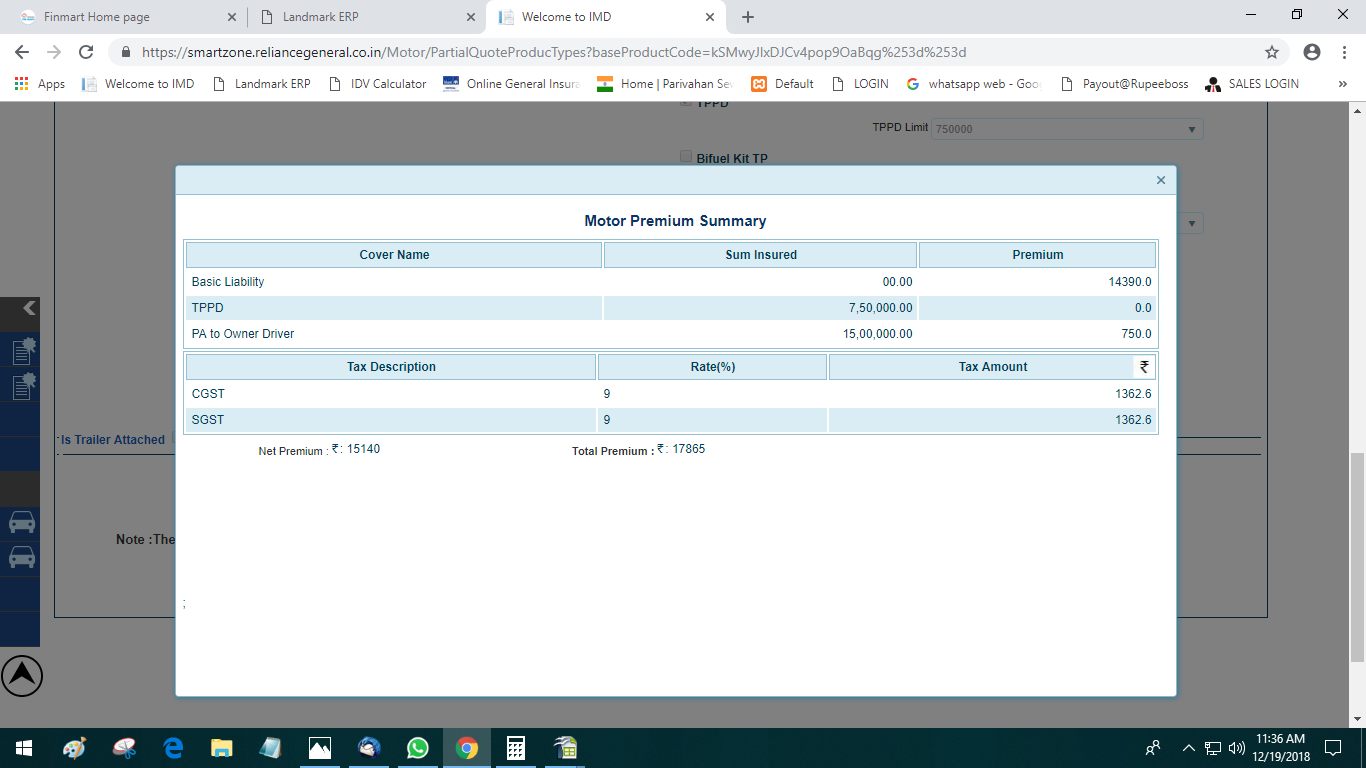 Finmart Home page
Landmark ERP
Welcome to IMD
https://smartzone.reliancegeneral.co.in/Motor/PartialQuoteProducTypes?baseProductCode=kSMwyJlxDJCv4pop9OaBqg%253d%253d
Apps Welcome to IMD Landmark ERP IDV Calculator Online General Insura Home | Parivahan Sev Default LOGIN whatsapp web - Goo Payout@Rupeeboss SALES LOGIN »
TPPD
TPPD Limit 750000
Bifuel Kit TP
Motor Premium Summary
Cover Name Sum Insured Premium
Basic Liability 00.00 14390.0
TPPD 7,50,000.00 0.0
PA to Owner Driver 15,00,000.00 750.0
Tax Description Rate(%) Tax Amount ₹
CGST 9 1362.6
SGST 9 1362.6
Is Trailer Attached
Net Premium : ₹ : 15140 Total Premium : ₹ : 17865
Note :The
;
11:36 AM
12/19/2018